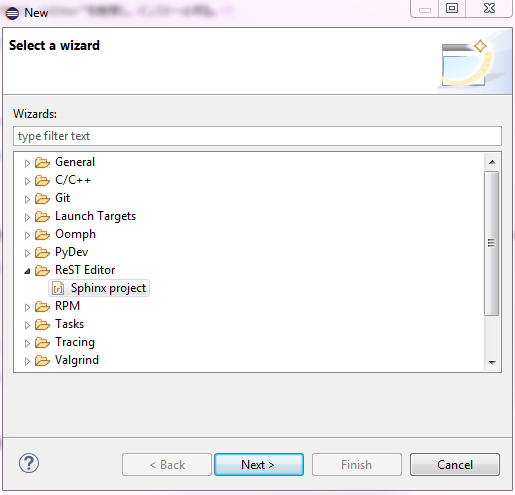 New
Select a wizard
Wizards:
type filter text
General
C/C++
Git
Launch Targets
Oomph
PyDev
ReST Editor
Sphinx project
RPM
Tasks
Tracing
Valgrind
?
< Back
Next >
Finish
Cancel